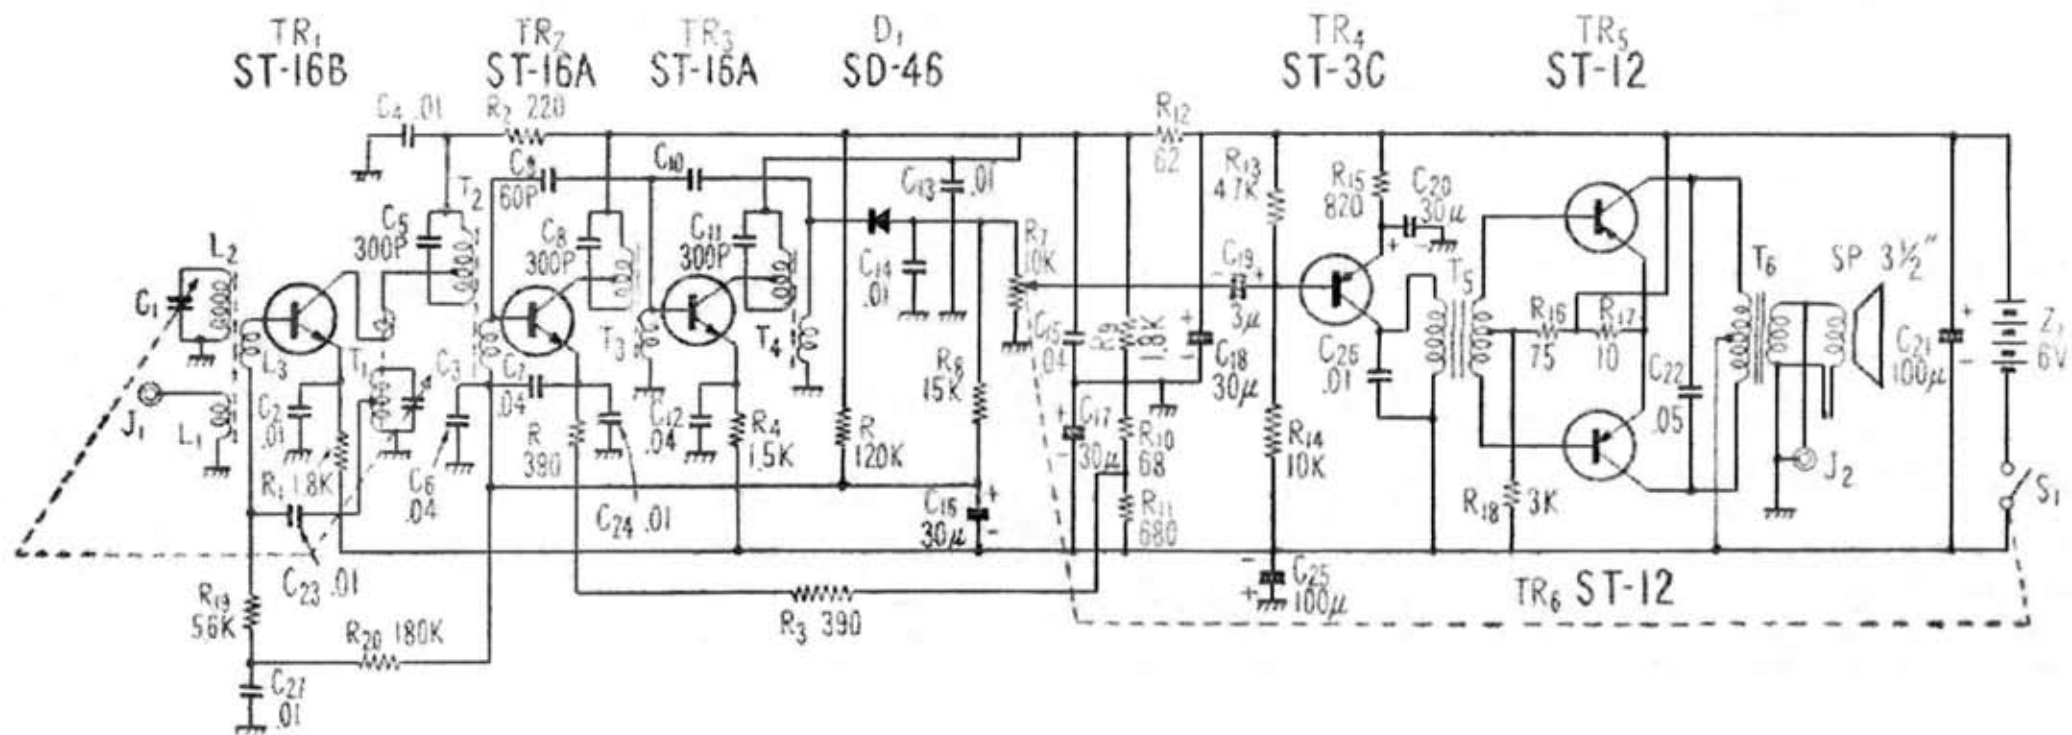 TR1
ST-16B
TR2
ST-16A
TR3
ST-16A
D1
SD-46
TR4
ST-3C
TR5
ST-12
C4 .01
R2 220
R12
62
C9
60P
C10
C13
.01
T2
C5
300P
C8
300P
C11
300P
R13
4.7K
R15
820
C20
30μ
+
-
L2
C1
L3
T1
C3
J1
L1
C2
.01
R1 1.8K
C6
.04
C7
.04
T3
T4
C14
.01
R7
10K
- C19 +
3μ
T5
T6
SP 3½"
R16
75
R17
10
C22
.05
C21
100μ
+
-
Z1
6V
S1
C15
.04
R9
1.8K
+
-
C18
30μ
C26
.01
R8
15K
C12
.04
R4
1.5K
R
390
R
120K
+
C17
30μ
-
R10
68
R11
680
R14
10K
R18
3K
J2
C24 .01
C16
30μ
+
-
C23 .01
R19
56K
R20 180K
R3 390
-
+
C25
100μ
TR6 ST-12
C27
.01